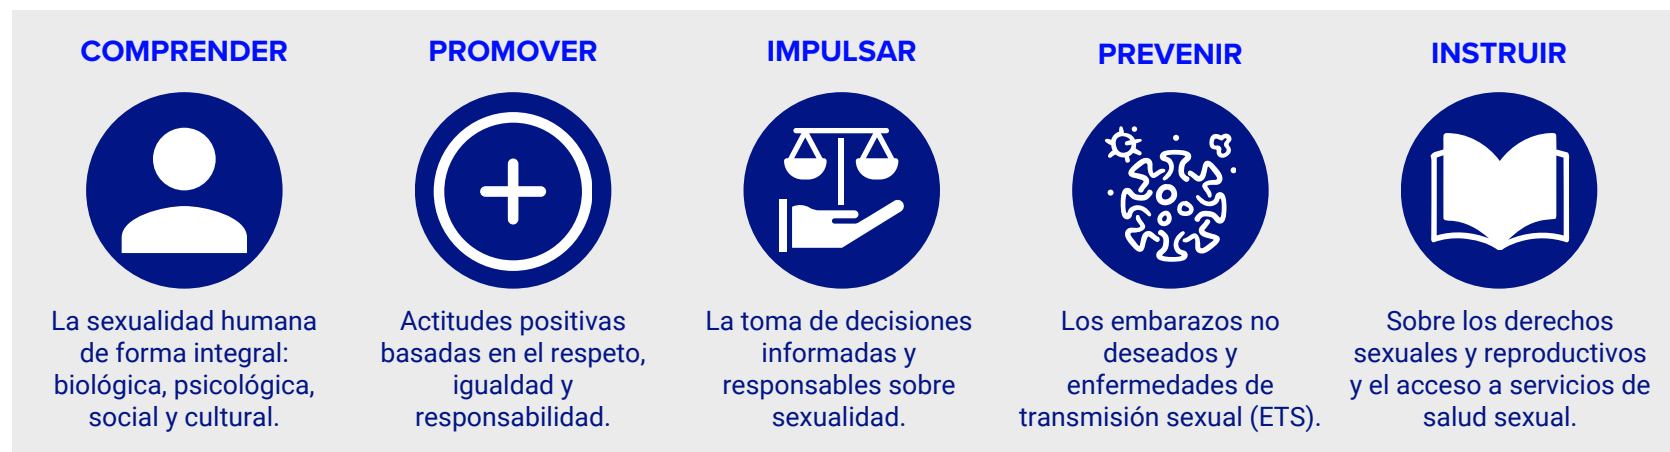 COMPRENDER
La sexualidad humana
de forma integral:
biológica, psicológica,
social y cultural.
PROMOVER
Actitudes positivas
basadas en el respeto,
igualdad y
responsabilidad.
IMPULSAR
La toma de decisiones
informadas y
responsables sobre
sexualidad.
PREVENIR
Los embarazos no
deseados y
enfermedades de
transmisión sexual (ETS).
INSTRUIR
Sobre los derechos
sexuales y reproductivos
y el acceso a servicios de
salud sexual.